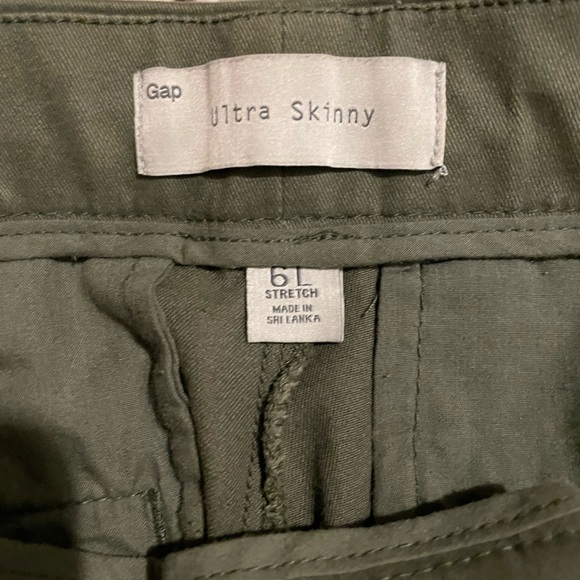 Gap
Ultra Skinny
6L
STRETCH
MADE IN
SRI LANKA